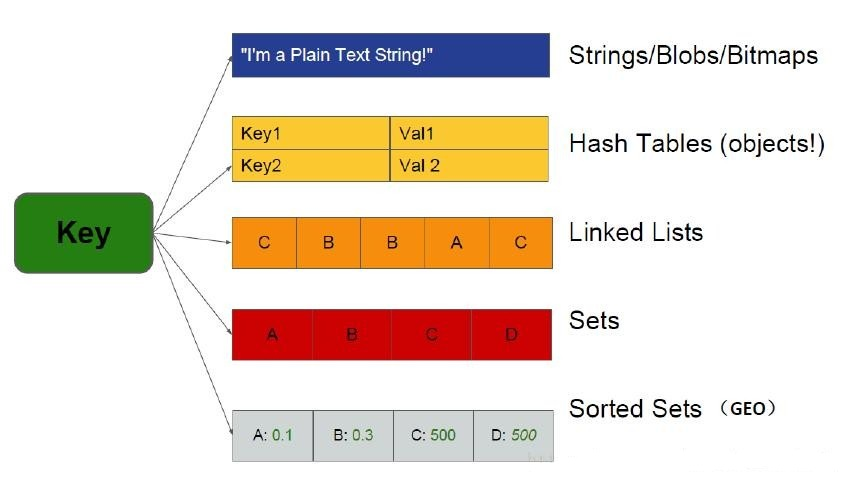 "I'm a Plain Text String!"
Strings/Blobs/Bitmaps
Key1 Val1
Key2 Val 2
Hash Tables (objects!)
Key
C B B A C
Linked Lists
A B C D
Sets
A: 0.1 B: 0.3 C: 500 D: 500
Sorted Sets （GEO）